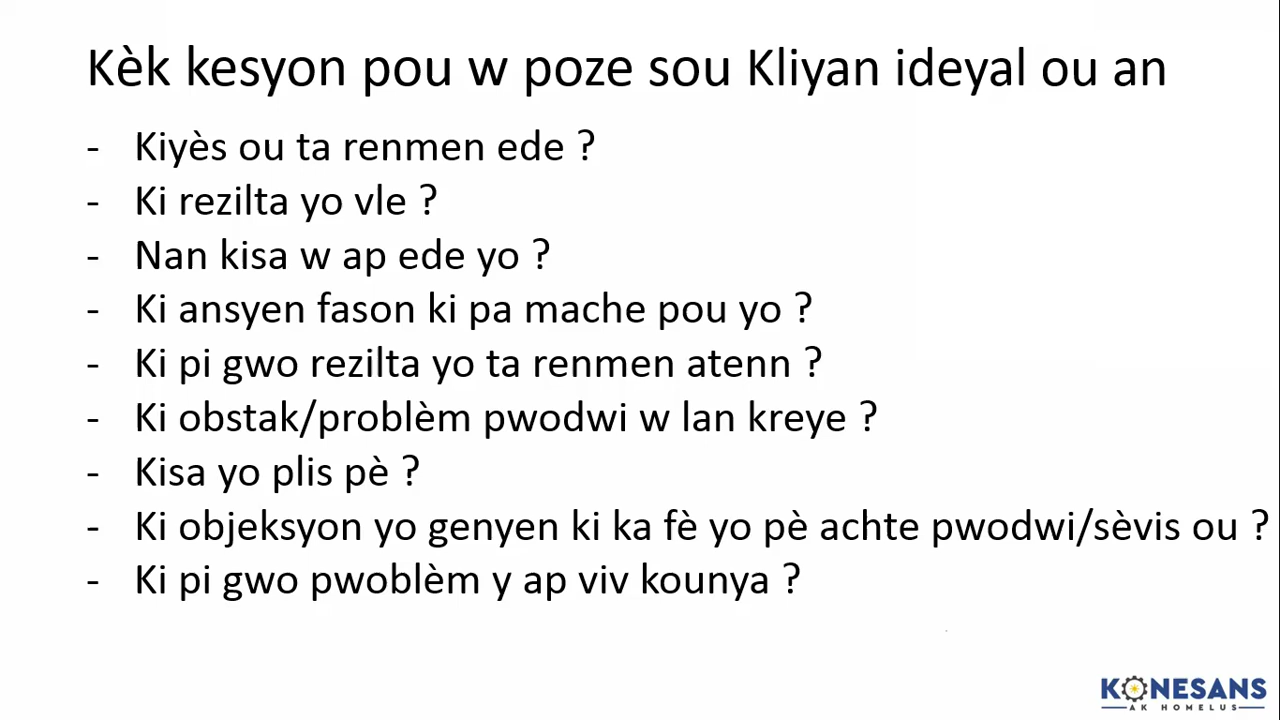 Kèk kesyon pou w poze sou Kliyan ideyal ou an
- Kiyès ou ta renmen ede ?
- Ki rezilta yo vle ?
- Nan kisa w ap ede yo ?
- Ki ansyen fason ki pa mache pou yo ?
- Ki pi gwo rezilta yo ta renmen atenn ?
- Ki obstak/problèm pwodwi w lan kreye ?
- Kisa yo plis pè ?
- Ki objeksyon yo genyen ki ka fè yo pè achte pwodwi/sèvis ou ?
- Ki pi gwo pwoblèm y ap viv kounya ?
KONESANS
AK HOMELUS